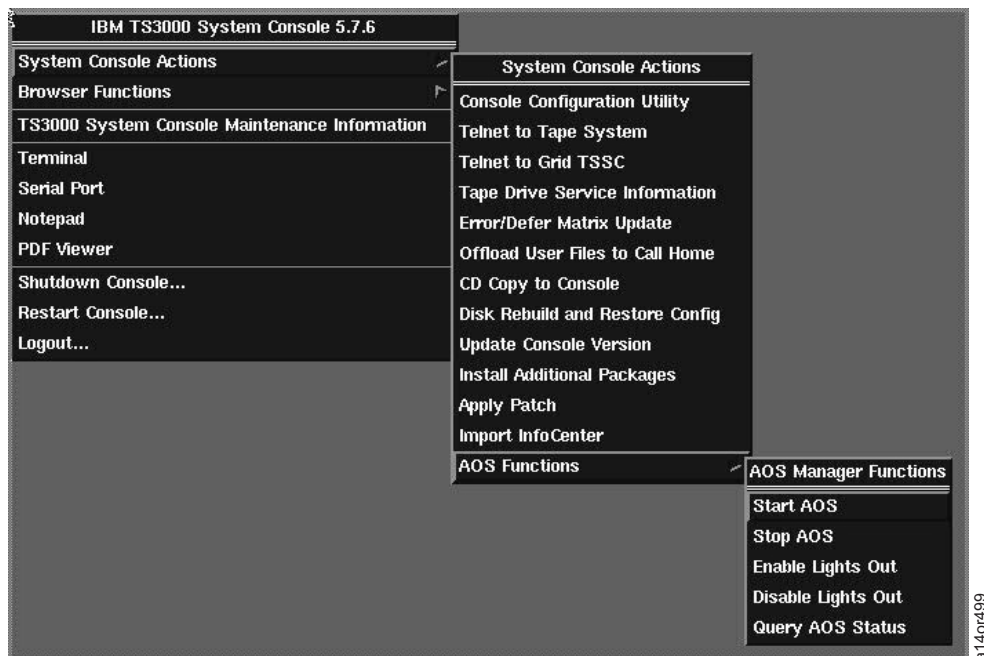 IBM TS3000 System Console 5.7.6
System Console Actions
Browser Functions
TS3000 System Console Maintenance Information
Terminal
Serial Port
Notepad
PDF Viewer
Shutdown Console...
Restart Console...
Logout...
System Console Actions
Console Configuration Utility
Telnet to Tape System
Telnet to Grid TSSC
Tape Drive Service Information
Error/Defer Matrix Update
Offload User Files to Call Home
CD Copy to Console
Disk Rebuild and Restore Config
Update Console Version
Install Additional Packages
Apply Patch
Import InfoCenter
AOS Functions
AOS Manager Functions
Start AOS
Stop AOS
Enable Lights Out
Disable Lights Out
Query AOS Status
a14or499